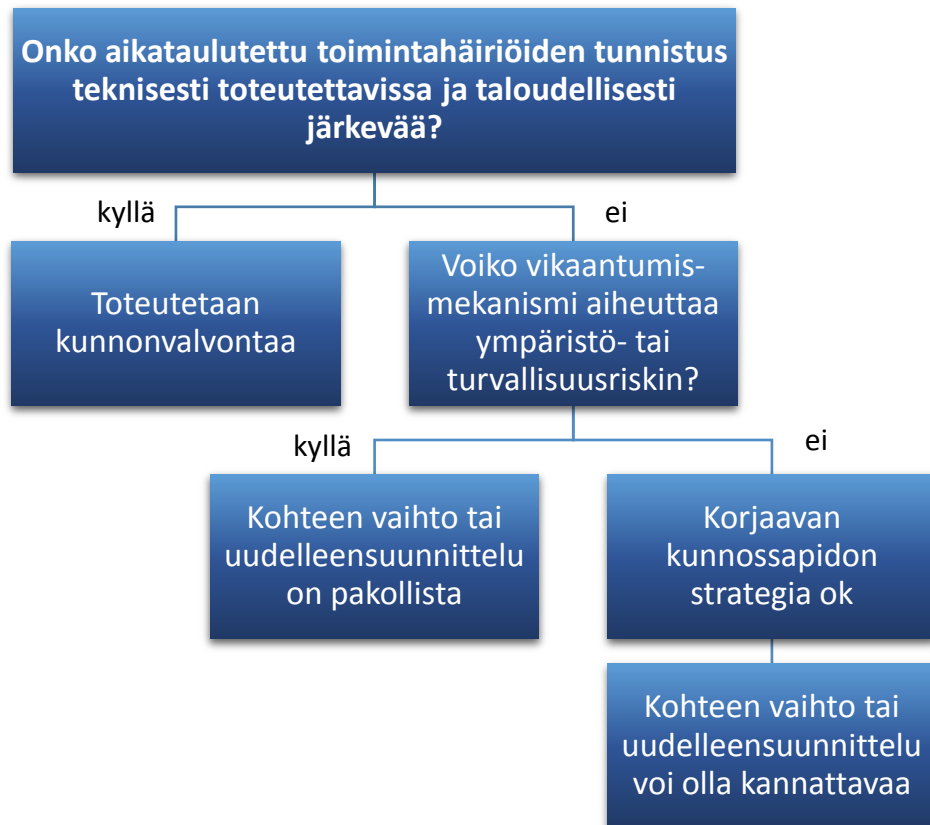 Onko aikataulutettu toimintahäiriöiden tunnistus
teknisesti toteutettavissa ja taloudellisesti
järkevää?
kyllä
ei
Toteutetaan
kunnonvalvontaa
Voiko vikaantumis-
mekanismi aiheuttaa
ympäristö- tai
turvallisuusriskin?
kyllä
ei
Kohteen vaihto tai
uudelleensuunnittelu
on pakollista
Korjaavan
kunnossapidon
strategia ok
Kohteen vaihto tai
uudelleensuunnittelu
voi olla kannattavaa